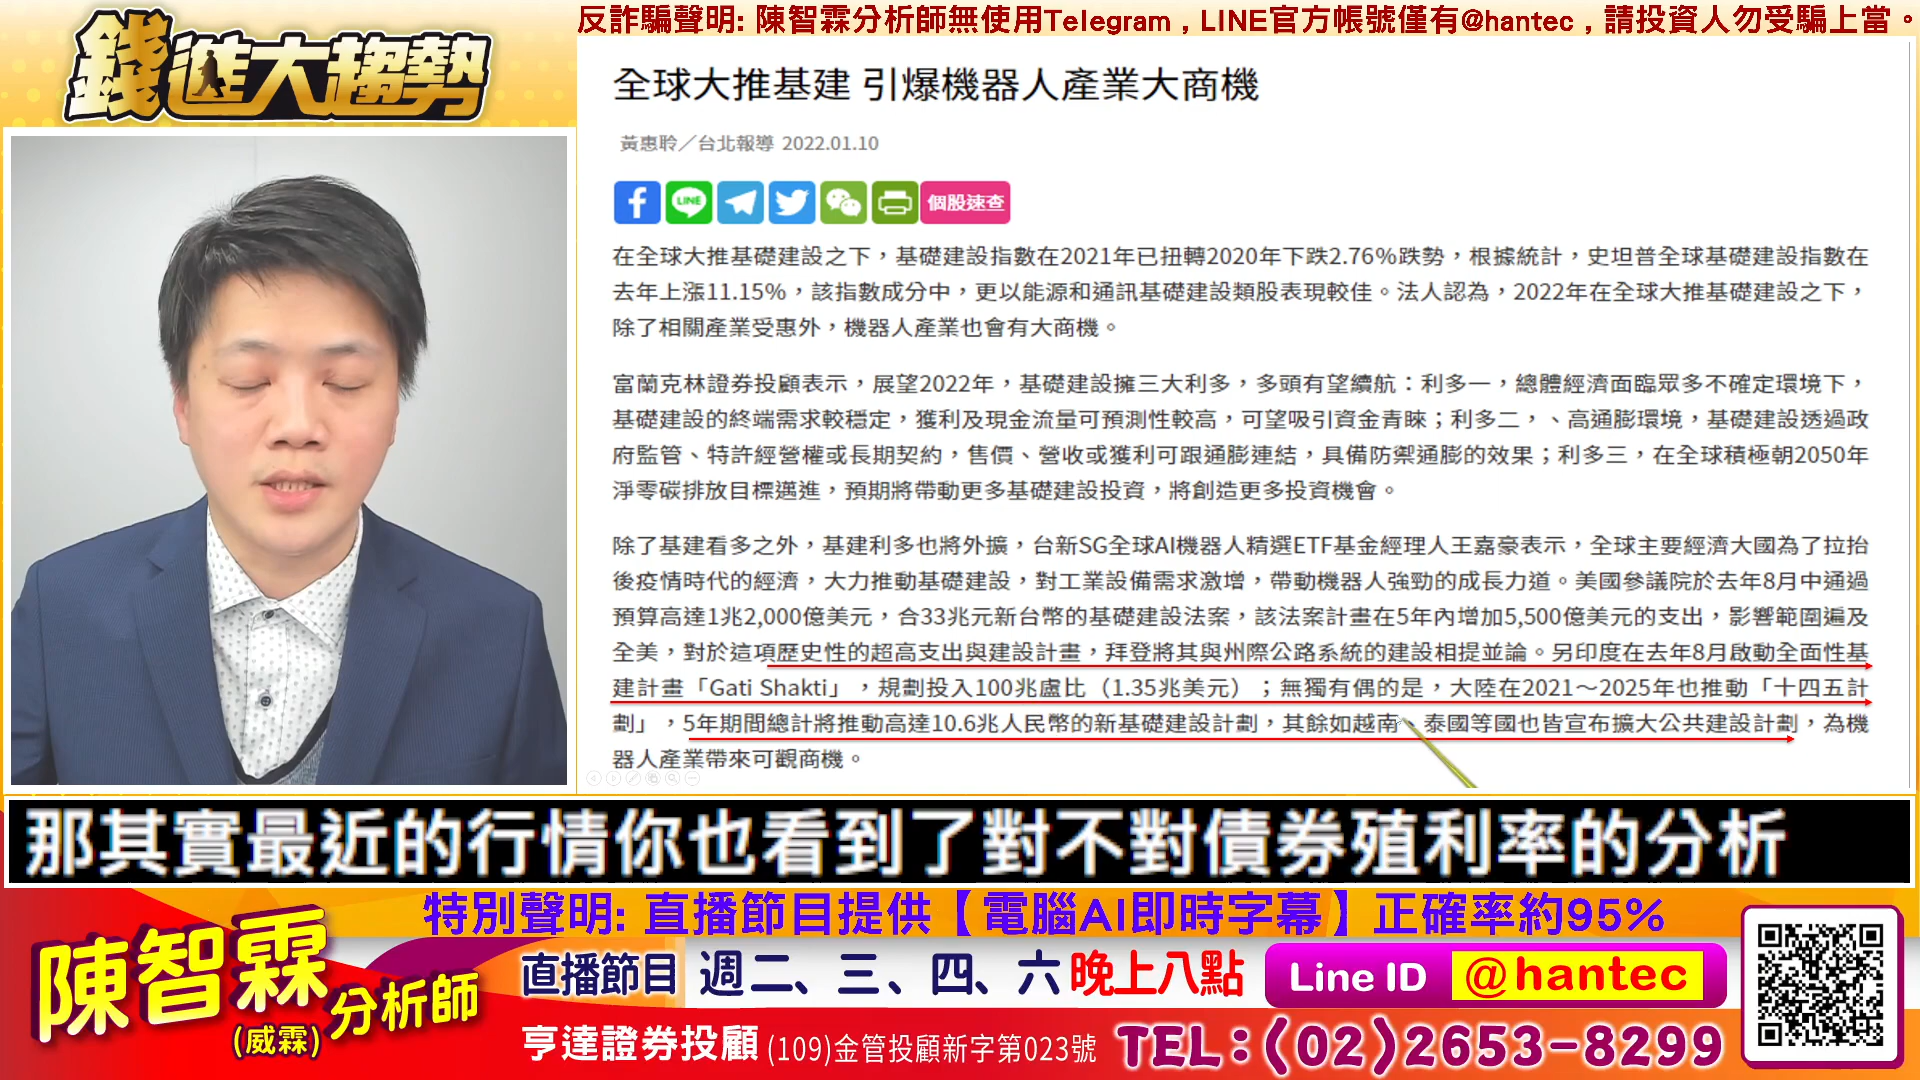 錢進大趨勢
反詐騙聲明: 陳智霖分析師無使用Telegram , LINE官方帳號僅有@hantec , 請投資人勿受騙上當。
全球大推基建 引爆機器人產業大商機
黃惠聆／台北報導 2022.01.10
LINE
個股速查
在全球大推基礎建設之下，基礎建設指數在2021年已扭轉2020年下跌2.76%跌勢，根據統計，史坦普全球基礎建設指數在
去年上漲11.15%，該指數成分中，更以能源和通訊基礎建設類股表現較佳。法人認為，2022年在全球大推基礎建設之下，
除了相關產業受惠外，機器人產業也會有大商機。
富蘭克林證券投顧表示，展望2022年，基礎建設擁三大利多，多頭有望續航：利多一，總體經濟面臨眾多不確定環境下，
基礎建設的終端需求較穩定，獲利及現金流量可預測性較高，可望吸引資金青睞；利多二，、高通膨環境，基礎建設透過政
府監管、特許經營權或長期契約，售價、營收或獲利可跟通膨連結，具備防禦通膨的效果；利多三，在全球積極朝2050年
淨零碳排放目標邁進，預期將帶動更多基礎建設投資，將創造更多投資機會。
除了基建看多之外，基建利多也將外擴，台新SG全球AI機器人精選ETF基金經理人王嘉豪表示，全球主要經濟大國為了拉抬
後疫情時代的經濟，大力推動基礎建設，對工業設備需求激增，帶動機器人強勁的成長力道。美國參議院於去年8月中通過
預算高達1兆2,000億美元，合33兆元新台幣的基礎建設法案，該法案計畫在5年內增加5,500億美元的支出，影響範圍遍及
全美，對於這項歷史性的超高支出與建設計畫，拜登將其與州際公路系統的建設相提並論。另印度在去年8月啟動全面性基
建計畫「Gati Shakti」，規劃投入100兆盧比（1.35兆美元）；無獨有偶的是，大陸在2021～2025年也推動「十四五計
劃」，5年期間總計將推動高達10.6兆人民幣的新基礎建設計劃，其餘如越南、泰國等國也皆宣布擴大公共建設計劃，為機
器人產業帶來可觀商機。
那其實最近的行情你也看到了對不對債券殖利率的分析
特別聲明: 直播節目提供【電腦AI即時字幕】正確率約95%
陳智霖分析師
(威霖)
直播節目 週二、三、四、六 晚上八點
Line ID @hantec
亨達證券投顧 (109)金管投顧新字第023號 TEL:(02)2653-8299